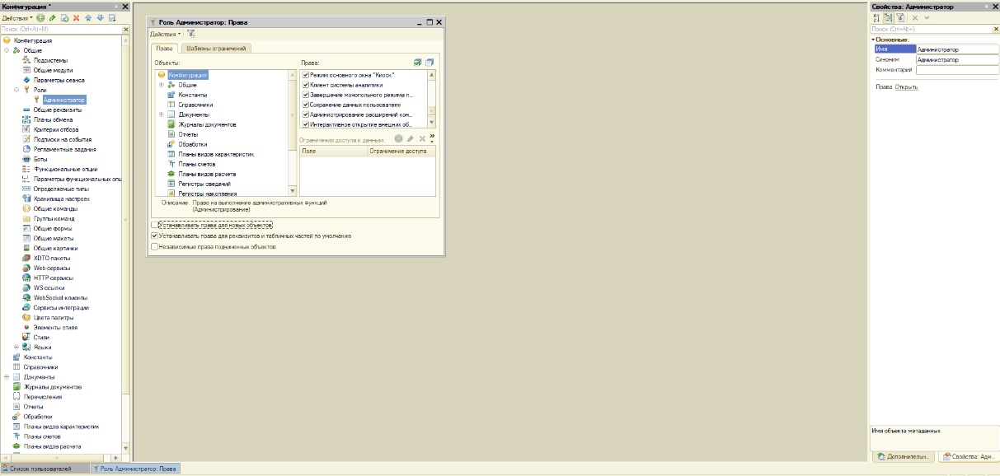 Конфигурация *
Действия
Поиск (Ctrl+Alt+M)
Конфигурация
Общие
Подсистемы
Общие модули
Параметры сеанса
Роли
Администратор
Общие реквизиты
Планы обмена
Критерии отбора
Подписки на события
Регламентные задания
Боты
Функциональные опции
Параметры функциональных опц
Определяемые типы
Хранилища настроек
Общие команды
Группы команд
Общие формы
Общие макеты
Общие картинки
XDTO-пакеты
Web-сервисы
HTTP-сервисы
WS-ссылки
WebSocket-клиенты
Сервисы интеграции
Цвета палитры
Элементы стиля
Стили
Языки
Константы
Справочники
Документы
Журналы документов
Перечисления
Отчеты
Обработки
Планы видов характеристик
Планы счетов
Планы видов расчета
Роль Администратор: Права
Действия
Права
Шаблоны ограничений
Объекты:
Конфигурация
Общие
Константы
Справочники
Документы
Журналы документов
Отчеты
Обработки
Планы видов характеристик
Планы счетов
Планы видов расчета
Регистры сведений
Регистры накопления
Права:
Режим основного окна "Киоск"
Клиент системы аналитики
Завершение монопольного режима п...
Сохранение данных пользователя
Администрирование расширений кон...
Интерактивное открытие внешних об...
Ограничения доступа к данным:
Поля
Ограничение доступа
Описание: Право на выполнение административных функций
(Администрирование)
Устанавливать права для новых объектов
Устанавливать права для реквизитов и табличных частей по умолчанию
Независимые права подчиненных объектов
Свойства: Администратор
Поиск (Ctrl+Alt+I)
Основные:
Имя Администратор
Синоним Администратор
Комментарий
Права Открыть
Имя объекта метаданных
Дополнительн...
Свойства: Адм...
Список пользователей
Роль Администратор: Права